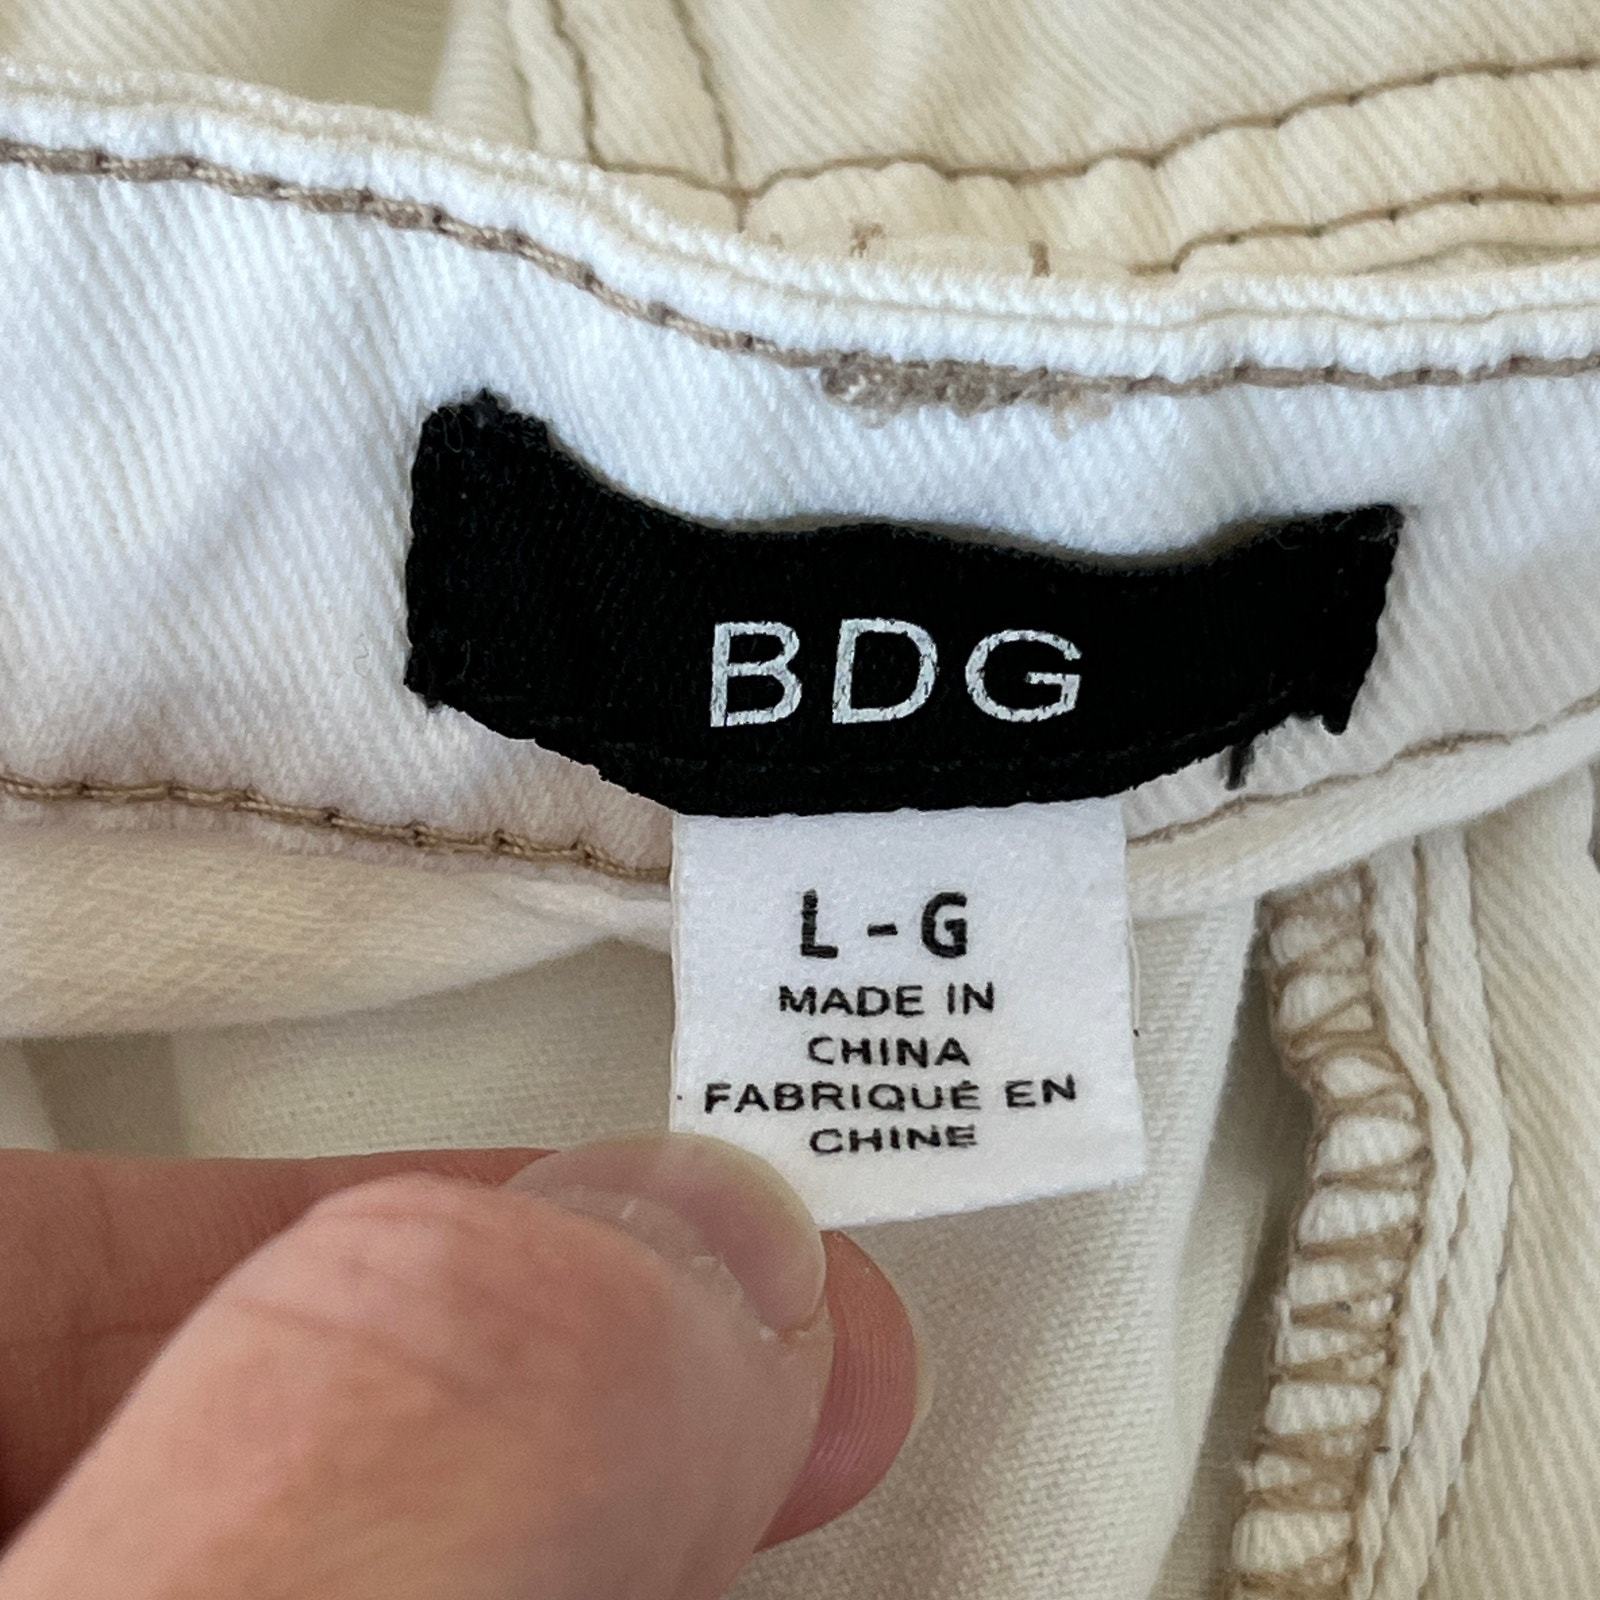 BDG
L - G
MADE IN
CHINA
FABRIQUÉ EN
CHINE